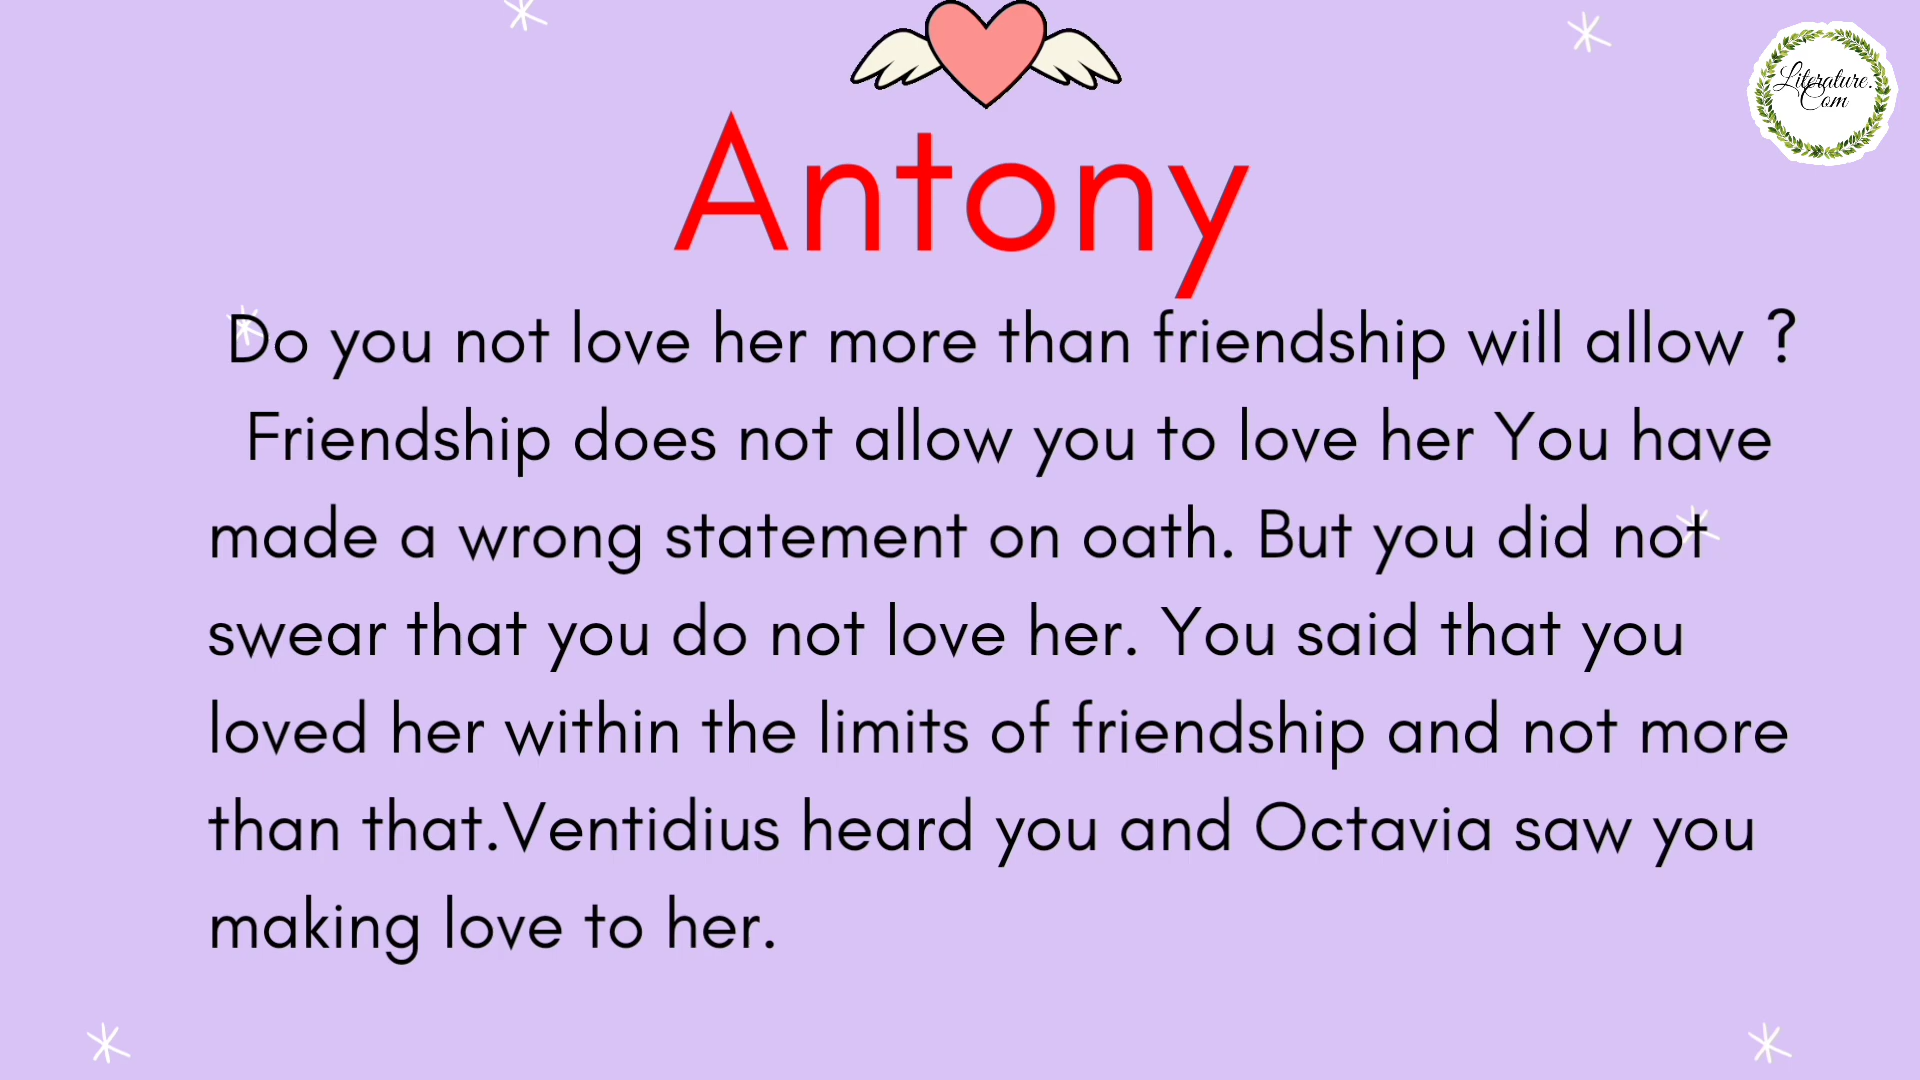 Literature.
Com
Antony
Do you not love her more than friendship will allow ?
Friendship does not allow you to love her You have
made a wrong statement on oath. But you did not
swear that you do not love her. You said that you
loved her within the limits of friendship and not more
than that.Ventidius heard you and Octavia saw you
making love to her.